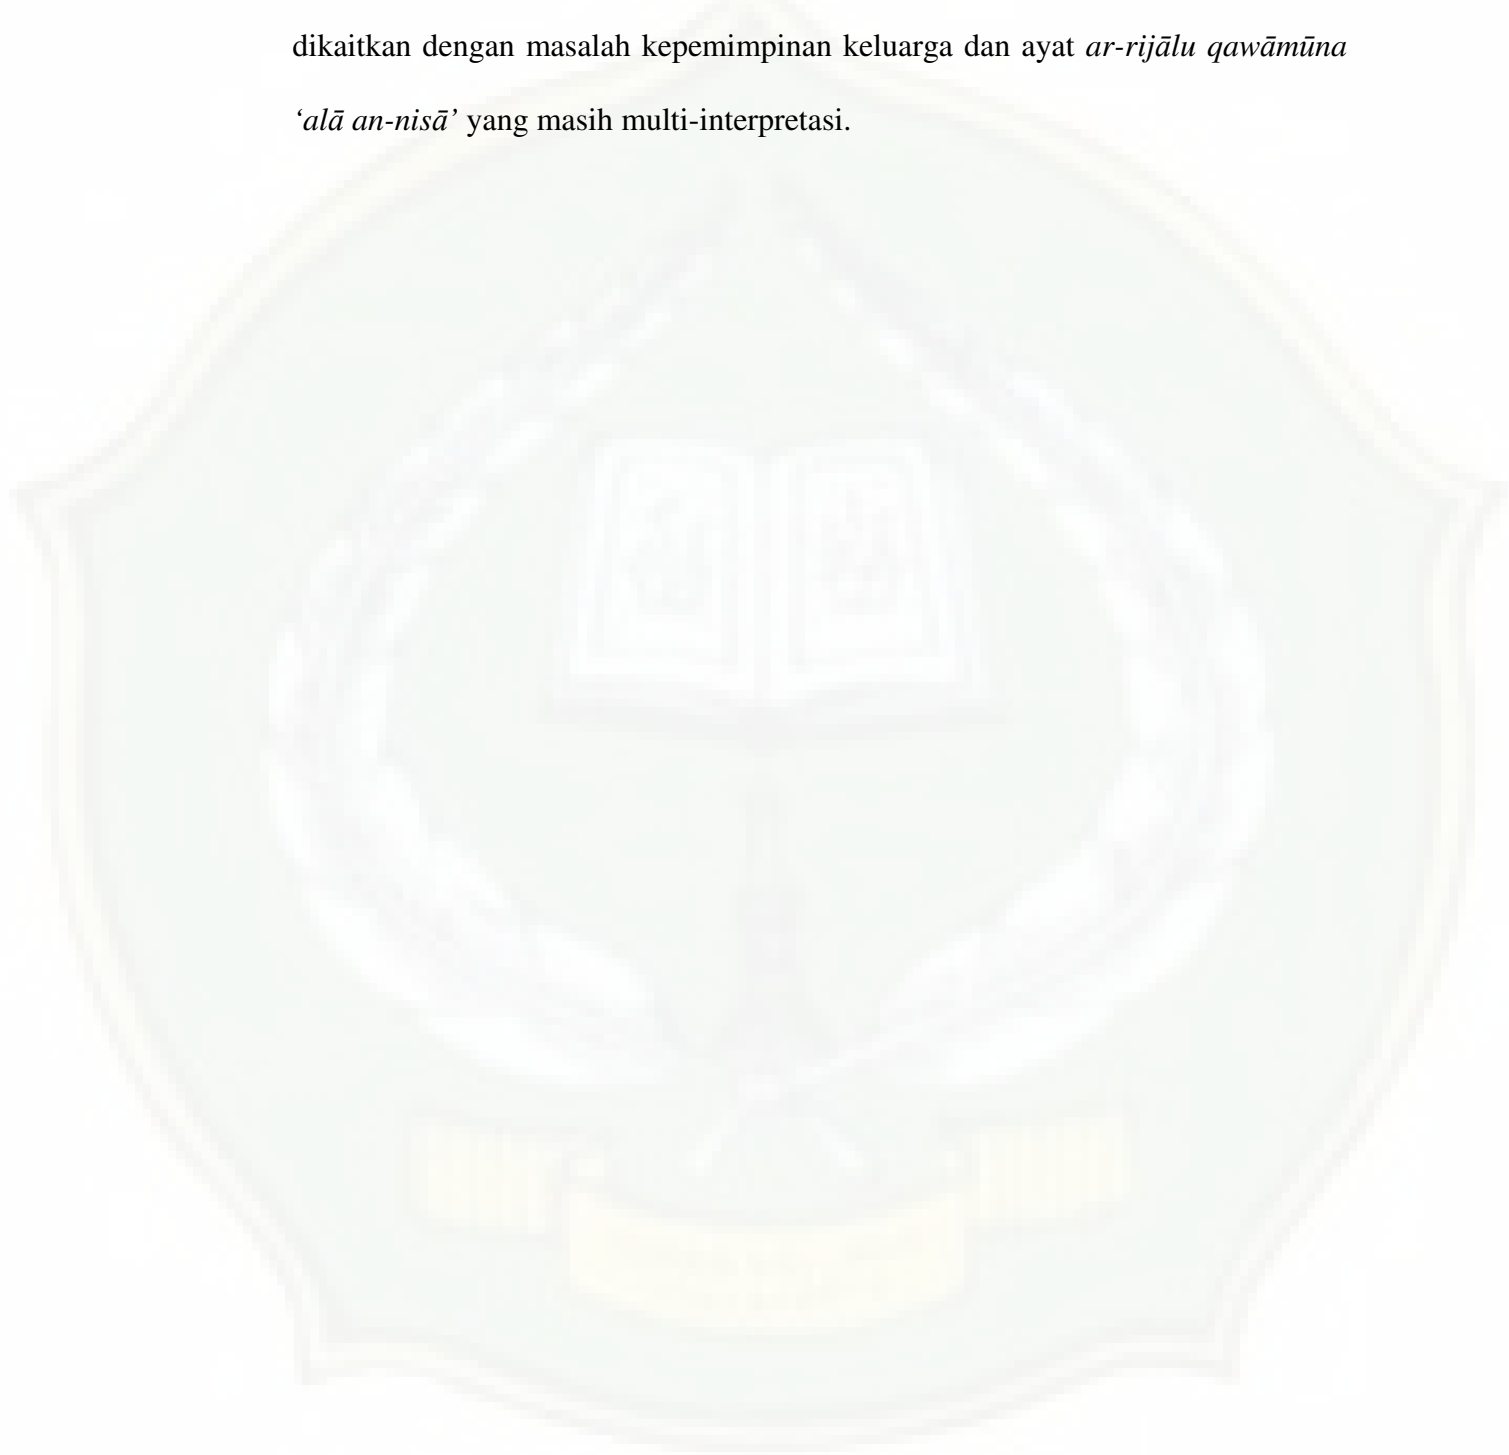 dikaitkan dengan masalah kepemimpinan keluarga dan ayat ar-rijālu qawāmūna
‘alā an-nisā’ yang masih multi-interpretasi.